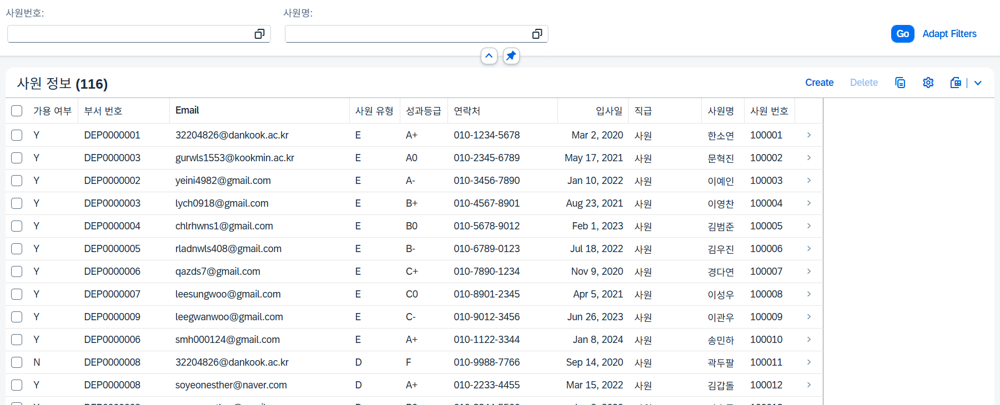 사원번호: 사원명:
Go Adapt Filters
사원 정보 (116) Create Delete
가용 여부 부서 번호 Email 사원 유형 성과등급 연락처 입사일 직급 사원명 사원 번호
Y DEP0000001 32204826@dankook.ac.kr E A+ 010-1234-5678 Mar 2, 2020 사원 한소연 100001
Y DEP0000003 gurwls1553@kookmin.ac.kr E A0 010-2345-6789 May 17, 2021 사원 문혁진 100002
Y DEP0000002 yeini4982@gmail.com E A- 010-3456-7890 Jan 10, 2022 사원 이예인 100003
Y DEP0000003 lych0918@gmail.com E B+ 010-4567-8901 Aug 23, 2021 사원 이영찬 100004
Y DEP0000004 chlrhwns1@gmail.com E B0 010-5678-9012 Feb 1, 2023 사원 김범준 100005
Y DEP0000005 rladnwls408@gmail.com E B- 010-6789-0123 Jul 18, 2022 사원 김우진 100006
Y DEP0000006 qazds7@gmail.com E C+ 010-7890-1234 Nov 9, 2020 사원 경다연 100007
Y DEP0000007 leesungwoo@gmail.com E C0 010-8901-2345 Apr 5, 2021 사원 이성우 100008
Y DEP0000009 leegwanwoo@gmail.com E C- 010-9012-3456 Jun 26, 2023 사원 이관우 100009
Y DEP0000006 smh000124@gmail.com E A+ 010-1122-3344 Jan 8, 2024 사원 송민하 100010
N DEP0000008 32204826@dankook.ac.kr D F 010-9988-7766 Sep 14, 2020 사원 곽두팔 100011
Y DEP0000008 soyeonesther@naver.com D A+ 010-2233-4455 Mar 15, 2022 사원 김갑돌 100012